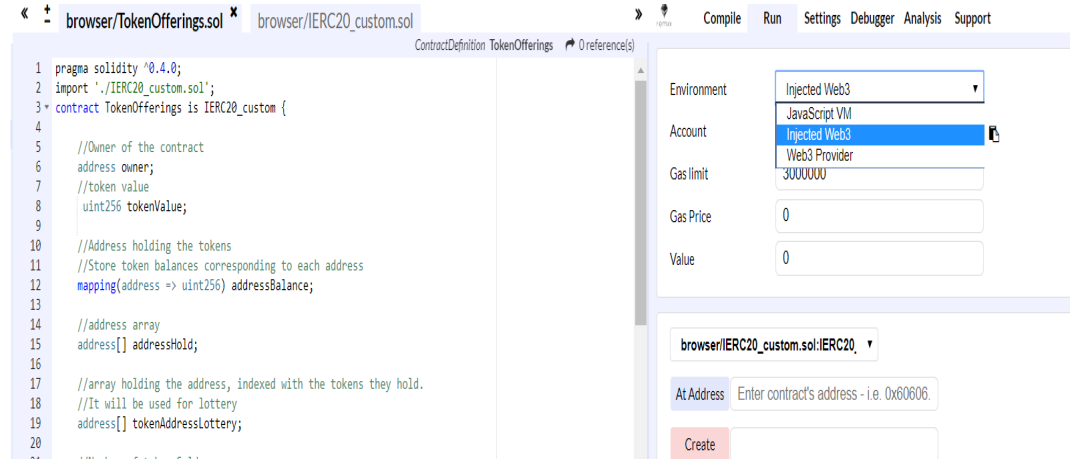 « ± browser/TokenOfferings.sol ✖ browser/IERC20_custom.sol »
ContractDefinition TokenOfferings 0 reference(s)
1 pragma solidity ^0.4.0;
2 import './IERC20_custom.sol';
3 contract TokenOfferings is IERC20_custom {
4
5 //Owner of the contract
6 address owner;
7 //token value
8 uint256 tokenValue;
9
10 //Address holding the tokens
11 //Store token balances corresponding to each address
12 mapping(address => uint256) addressBalance;
13
14 //address array
15 address[] addressHold;
16
17 //array holding the address, indexed with the tokens they hold.
18 //It will be used for lottery
19 address[] tokenAddressLottery;
20
Compile Run Settings Debugger Analysis Support
Environment Injected Web3
JavaScript VM
Injected Web3
Web3 Provider
Account
Gas limit 3000000
Gas Price 0
Value 0
browser/IERC20_custom.sol:IERC20_
At Address Enter contract's address - i.e. 0x60606.
Create